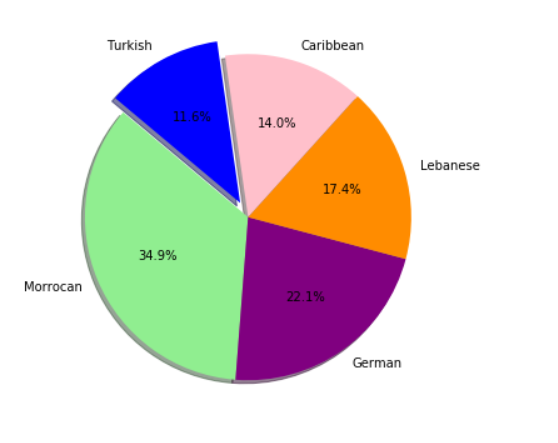 Turkish
Caribbean
11.6%
14.0%
Lebanese
17.4%
34.9%
Morrocan
22.1%
German